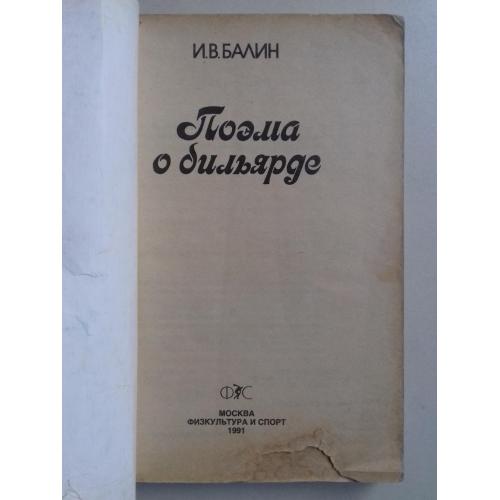 И.В.БАЛИН
Поэма
о бильярде
ФиС
МОСКВА
ФИЗКУЛЬТУРА И СПОРТ
1991